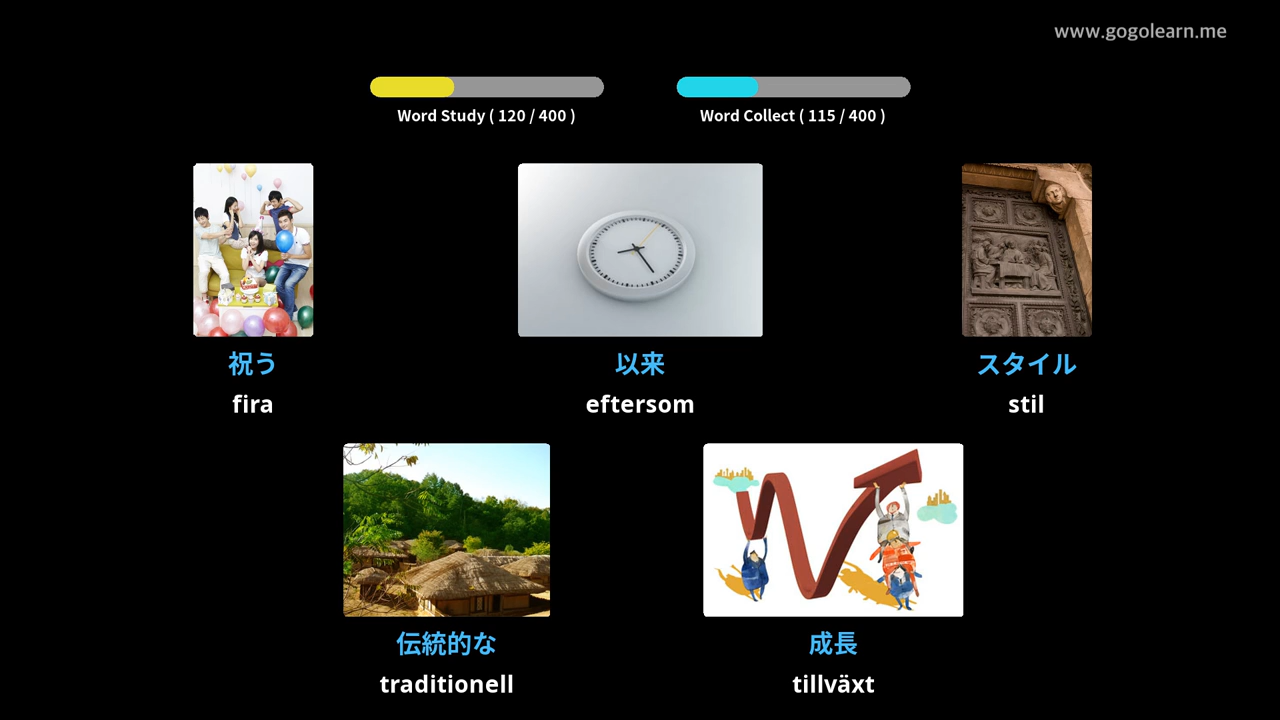 www.gogolearn.me
Word Study ( 120 / 400 )
Word Collect ( 115 / 400 )
祝う
fira
以来
eftersom
スタイル
stil
伝統的な
traditionell
成長
tillväxt